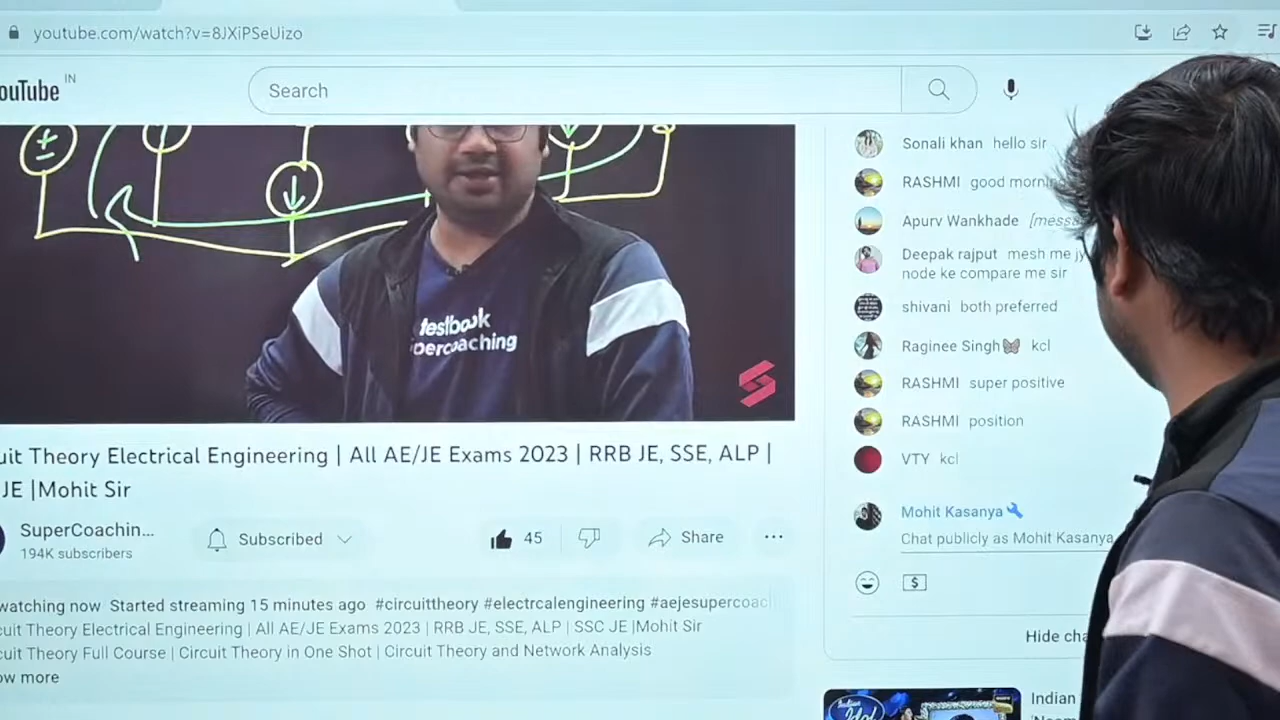 youtube.com/watch?v=8JXiPSeUizo
ouTube IN
Search
testbook
percoaching
uit Theory Electrical Engineering | All AE/JE Exams 2023 | RRB JE, SSE, ALP |
JE |Mohit Sir
SuperCoachin...
194K subscribers
Subscribed
45
Share
watching now Started streaming 15 minutes ago #circuittheory #electrcalengineering #aejesupercoac
uit Theory Electrical Engineering | All AE/JE Exams 2023 | RRB JE, SSE, ALP | SSC JE |Mohit Sir
uit Theory Full Course | Circuit Theory in One Shot | Circuit Theory and Network Analysis
ow more
Sonali khan hello sir
RASHMI good mornin
Apurv Wankhade [mess
Deepak rajput mesh me
node ke compare me sir
shivani both preferred
Raginee Singh kcl
RASHMI super positive
RASHMI position
VTY kcl
Mohit Kasanya
Chat publicly as Mohit Kasanya
Hide cha
Indian
Indian
Idol